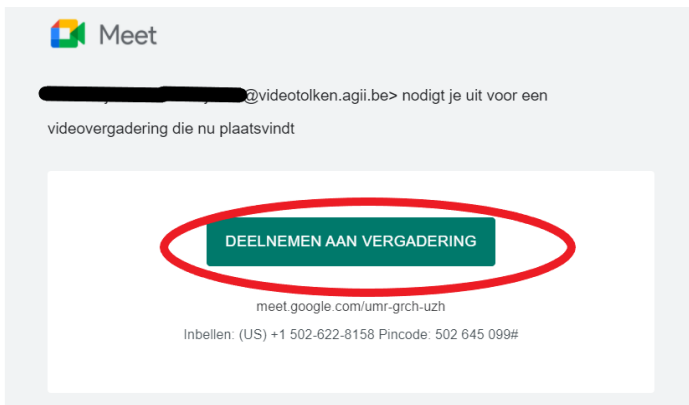 Meet
@videotolken.agii.be> nodigt je uit voor een
videovergadering die nu plaatsvindt
DEELNEMEN AAN VERGADERING
meet.google.com/umr-grch-uzh
Inbellen: (US) +1 502-622-8158 Pincode: 502 645 099#